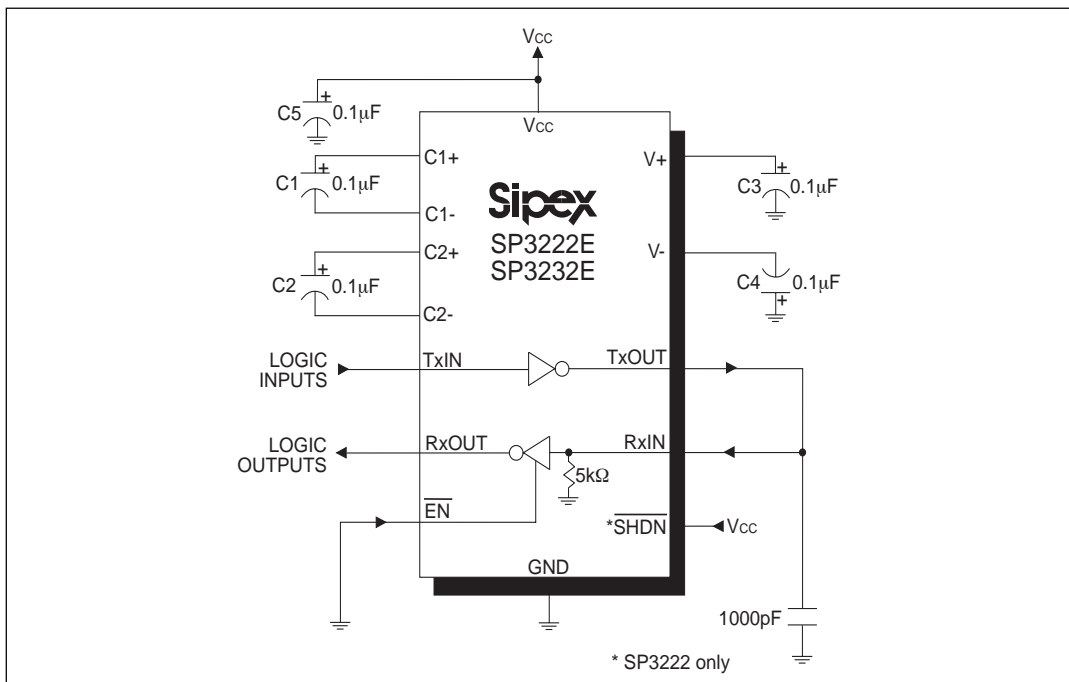 Vcc
C5
+
0.1µF
Vcc
C1
+
0.1µF
C1+
C1-
C2
+
0.1µF
C2+
C2-
Sipex
SP3222E
SP3232E
V+
C3
+
0.1µF
V-
C4
0.1µF
+
LOGIC
INPUTS
TxIN
TxOUT
LOGIC
OUTPUTS
RxOUT
RxIN
5kΩ
EN
*SHDN
Vcc
GND
1000pF
* SP3222 only